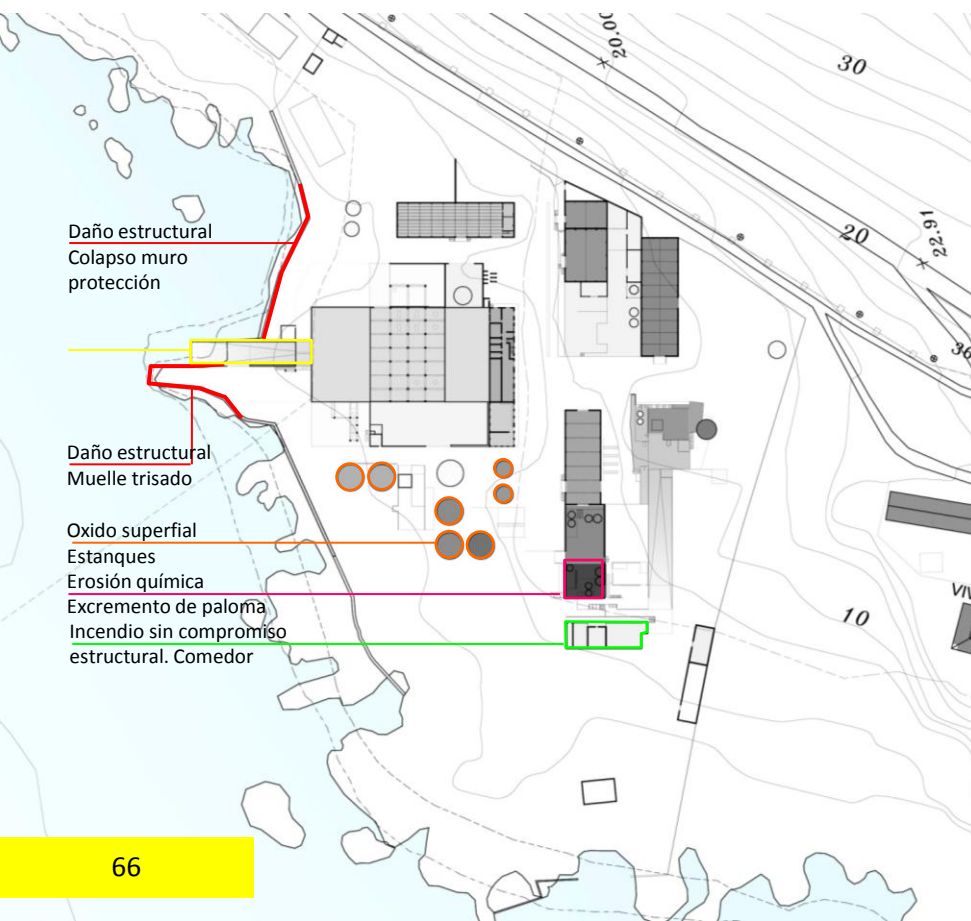 20.00
30
22.91
20
36
Daño estructural
Colapso muro
protección
Daño estructural
Muelle trisado
Oxido superfial
Estanques
Erosión química
Excremento de paloma
Incendio sin compromiso
estructural. Comedor
VIV
10
66